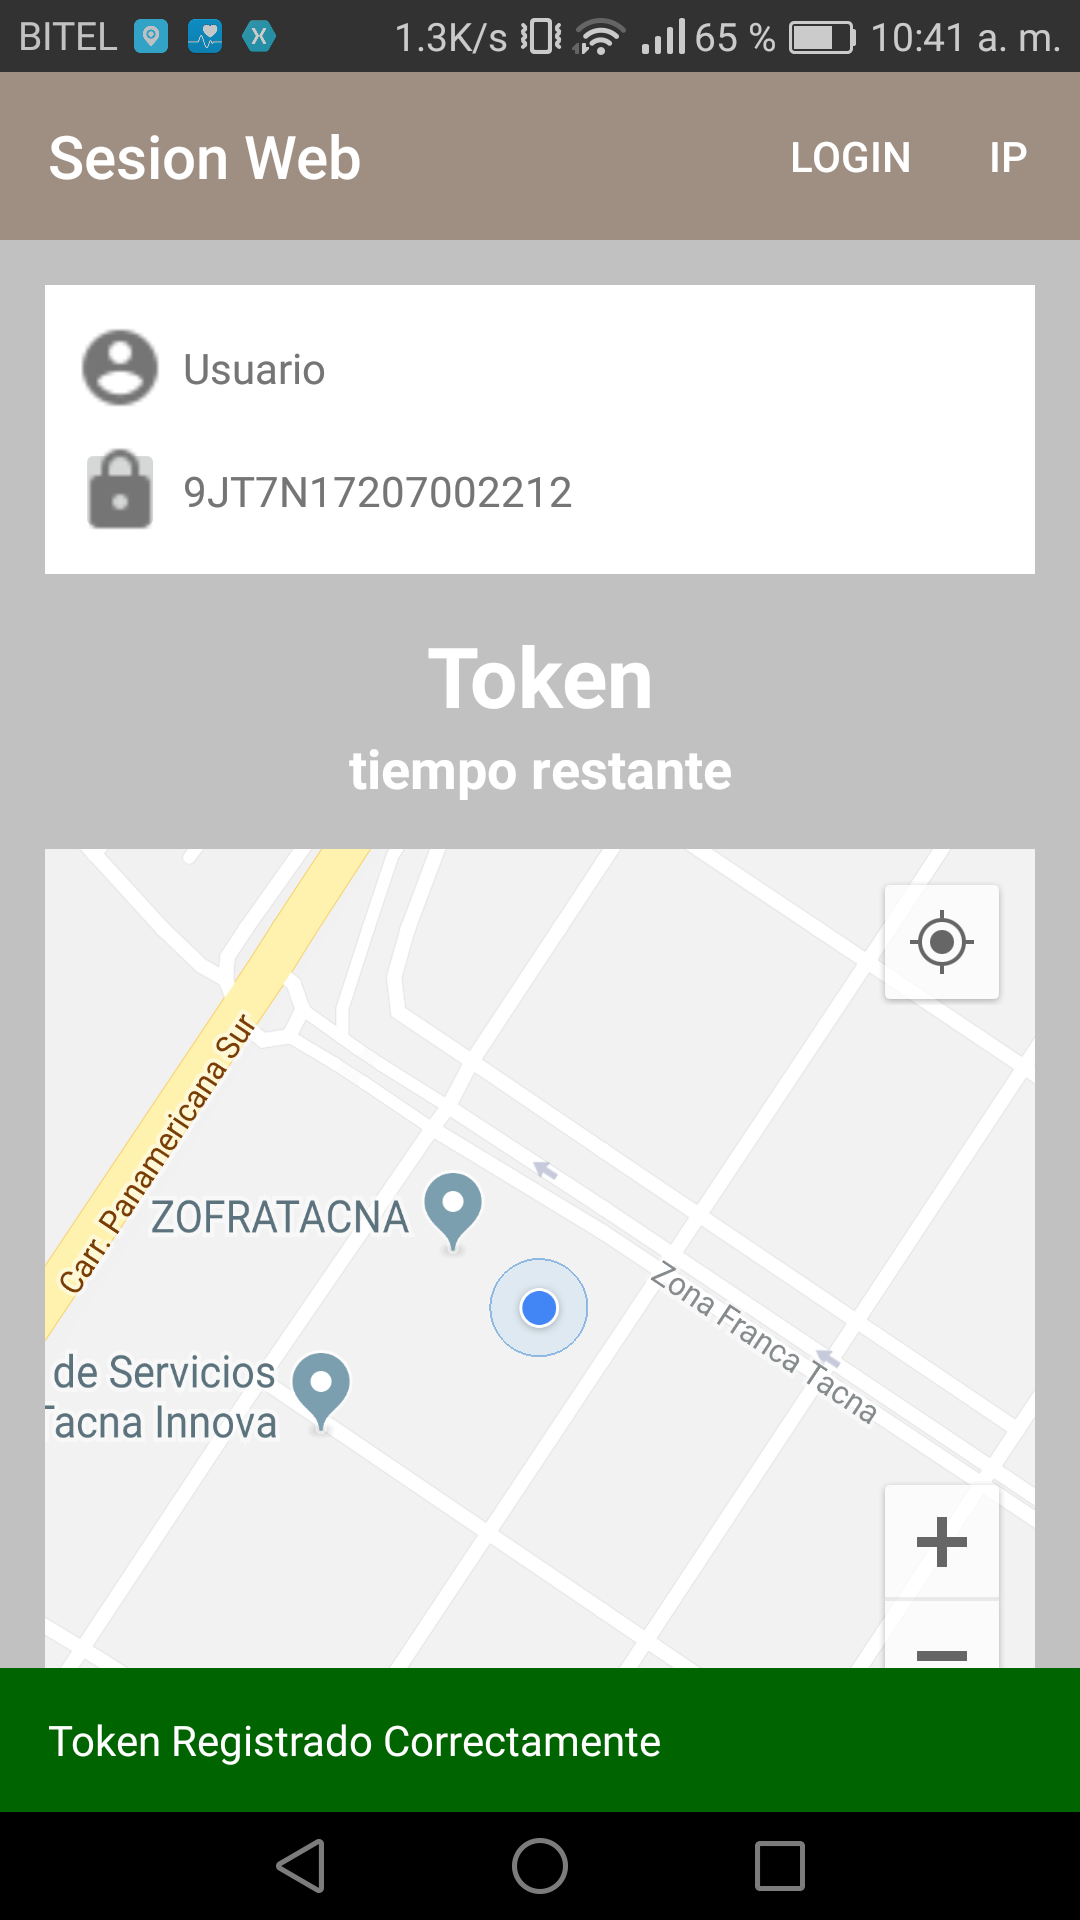 BITEL 1.3K/s 65 % 10:41 a. m.
Sesion Web LOGIN IP
Usuario
9JT7N17207002212
Token
tiempo restante
Carr. Panamericana Sur
ZOFRATACNA
Zona Franca Tacna
de Servicios
Tacna Innova
Token Registrado Correctamente